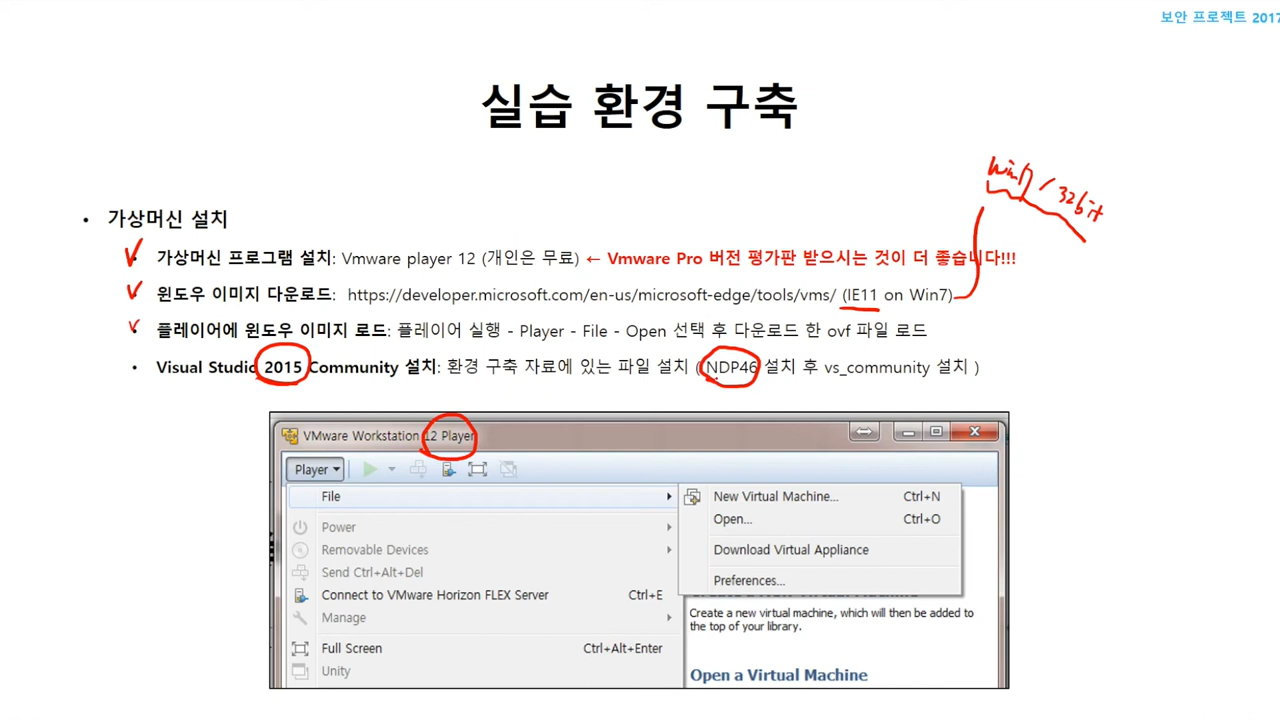 보안 프로젝트 2017
실습 환경 구축
Win7 / 32bit
• 가상머신 설치
• 가상머신 프로그램 설치: Vmware player 12 (개인은 무료) ← Vmware Pro 버전 평가판 받으시는 것이 더 좋습니다!!!
• 윈도우 이미지 다운로드: https://developer.microsoft.com/en-us/microsoft-edge/tools/vms/ (IE11 on Win7)
• 플레이어에 윈도우 이미지 로드: 플레이어 실행 - Player - File - Open 선택 후 다운로드 한 ovf 파일 로드
• Visual Studio 2015 Community 설치: 환경 구축 자료에 있는 파일 설치 ( NDP46 설치 후 vs_community 설치 )
VMware Workstation 12 Player
Player
File
New Virtual Machine... Ctrl+N
Open... Ctrl+O
Download Virtual Appliance
Preferences...
Power
Removable Devices
Send Ctrl+Alt+Del
Connect to VMware Horizon FLEX Server Ctrl+E
Manage
Full Screen Ctrl+Alt+Enter
Unity
Create a new virtual machine, which will then be added to
the top of your library.
Open a Virtual Machine